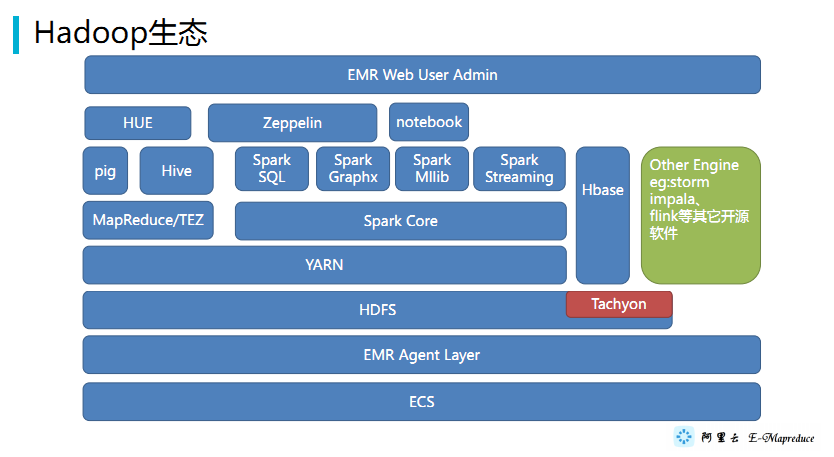 Hadoop生态
EMR Web User Admin
HUE
Zeppelin
notebook
pig
Hive
Spark
SQL
Spark
Graphx
Spark
Mllib
Spark
Streaming
Hbase
Other Engine
eg:storm
impala、
flink等其它开源
软件
MapReduce/TEZ
Spark Core
YARN
HDFS
Tachyon
EMR Agent Layer
ECS
阿里云 E-Mapreduce